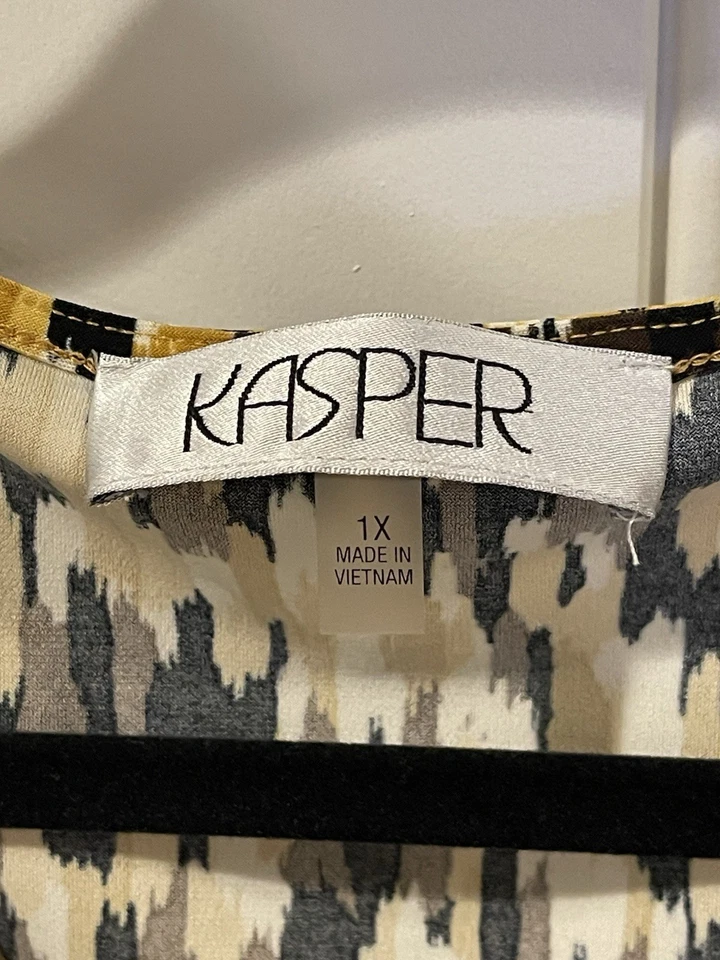 KASPER
1X
MADE IN
VIETNAM